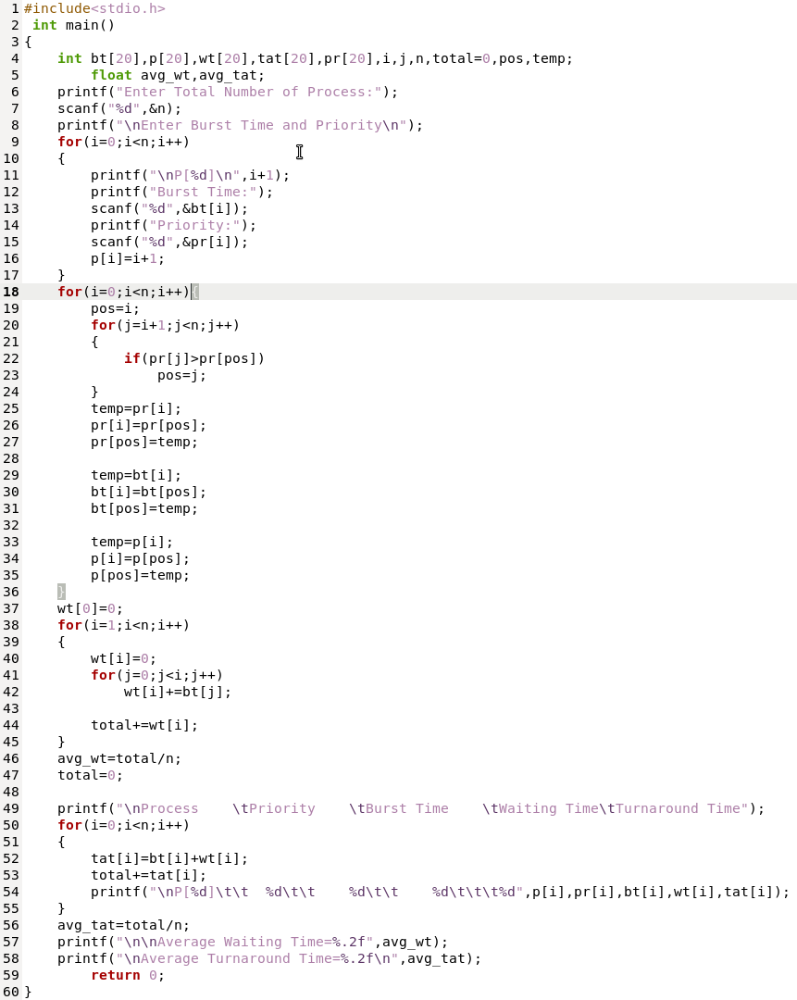 1 #include<stdio.h>
2  int main()
3 {
4     int bt[20],p[20],wt[20],tat[20],pr[20],i,j,n,total=0,pos,temp;
5         float avg_wt,avg_tat;
6     printf("Enter Total Number of Process:");
7     scanf("%d",&n);
8     printf("\nEnter Burst Time and Priority\n");
9     for(i=0;i<n;i++)
10     {
11         printf("\nP[%d]\n",i+1);
12         printf("Burst Time:");
13         scanf("%d",&bt[i]);
14         printf("Priority:");
15         scanf("%d",&pr[i]);
16         p[i]=i+1;
17     }
18     for(i=0;i<n;i++){
19         pos=i;
20         for(j=i+1;j<n;j++)
21         {
22             if(pr[j]>pr[pos])
23                 pos=j;
24         }
25         temp=pr[i];
26         pr[i]=pr[pos];
27         pr[pos]=temp;
28
29         temp=bt[i];
30         bt[i]=bt[pos];
31         bt[pos]=temp;
32
33         temp=p[i];
34         p[i]=p[pos];
35         p[pos]=temp;
36     }
37     wt[0]=0;
38     for(i=1;i<n;i++)
39     {
40         wt[i]=0;
41         for(j=0;j<i;j++)
42             wt[i]+=bt[j];
43
44         total+=wt[i];
45     }
46     avg_wt=total/n;
47     total=0;
48
49     printf("\nProcess    \tPriority    \tBurst Time    \tWaiting Time\tTurnaround Time");
50     for(i=0;i<n;i++)
51     {
52         tat[i]=bt[i]+wt[i];
53         total+=tat[i];
54         printf("\nP[%d]\t\t  %d\t\t    %d\t\t    %d\t\t\t%d",p[i],pr[i],bt[i],wt[i],tat[i]);
55     }
56     avg_tat=total/n;
57     printf("\n\nAverage Waiting Time=%.2f",avg_wt);
58     printf("\nAverage Turnaround Time=%.2f\n",avg_tat);
59         return 0;
60 }